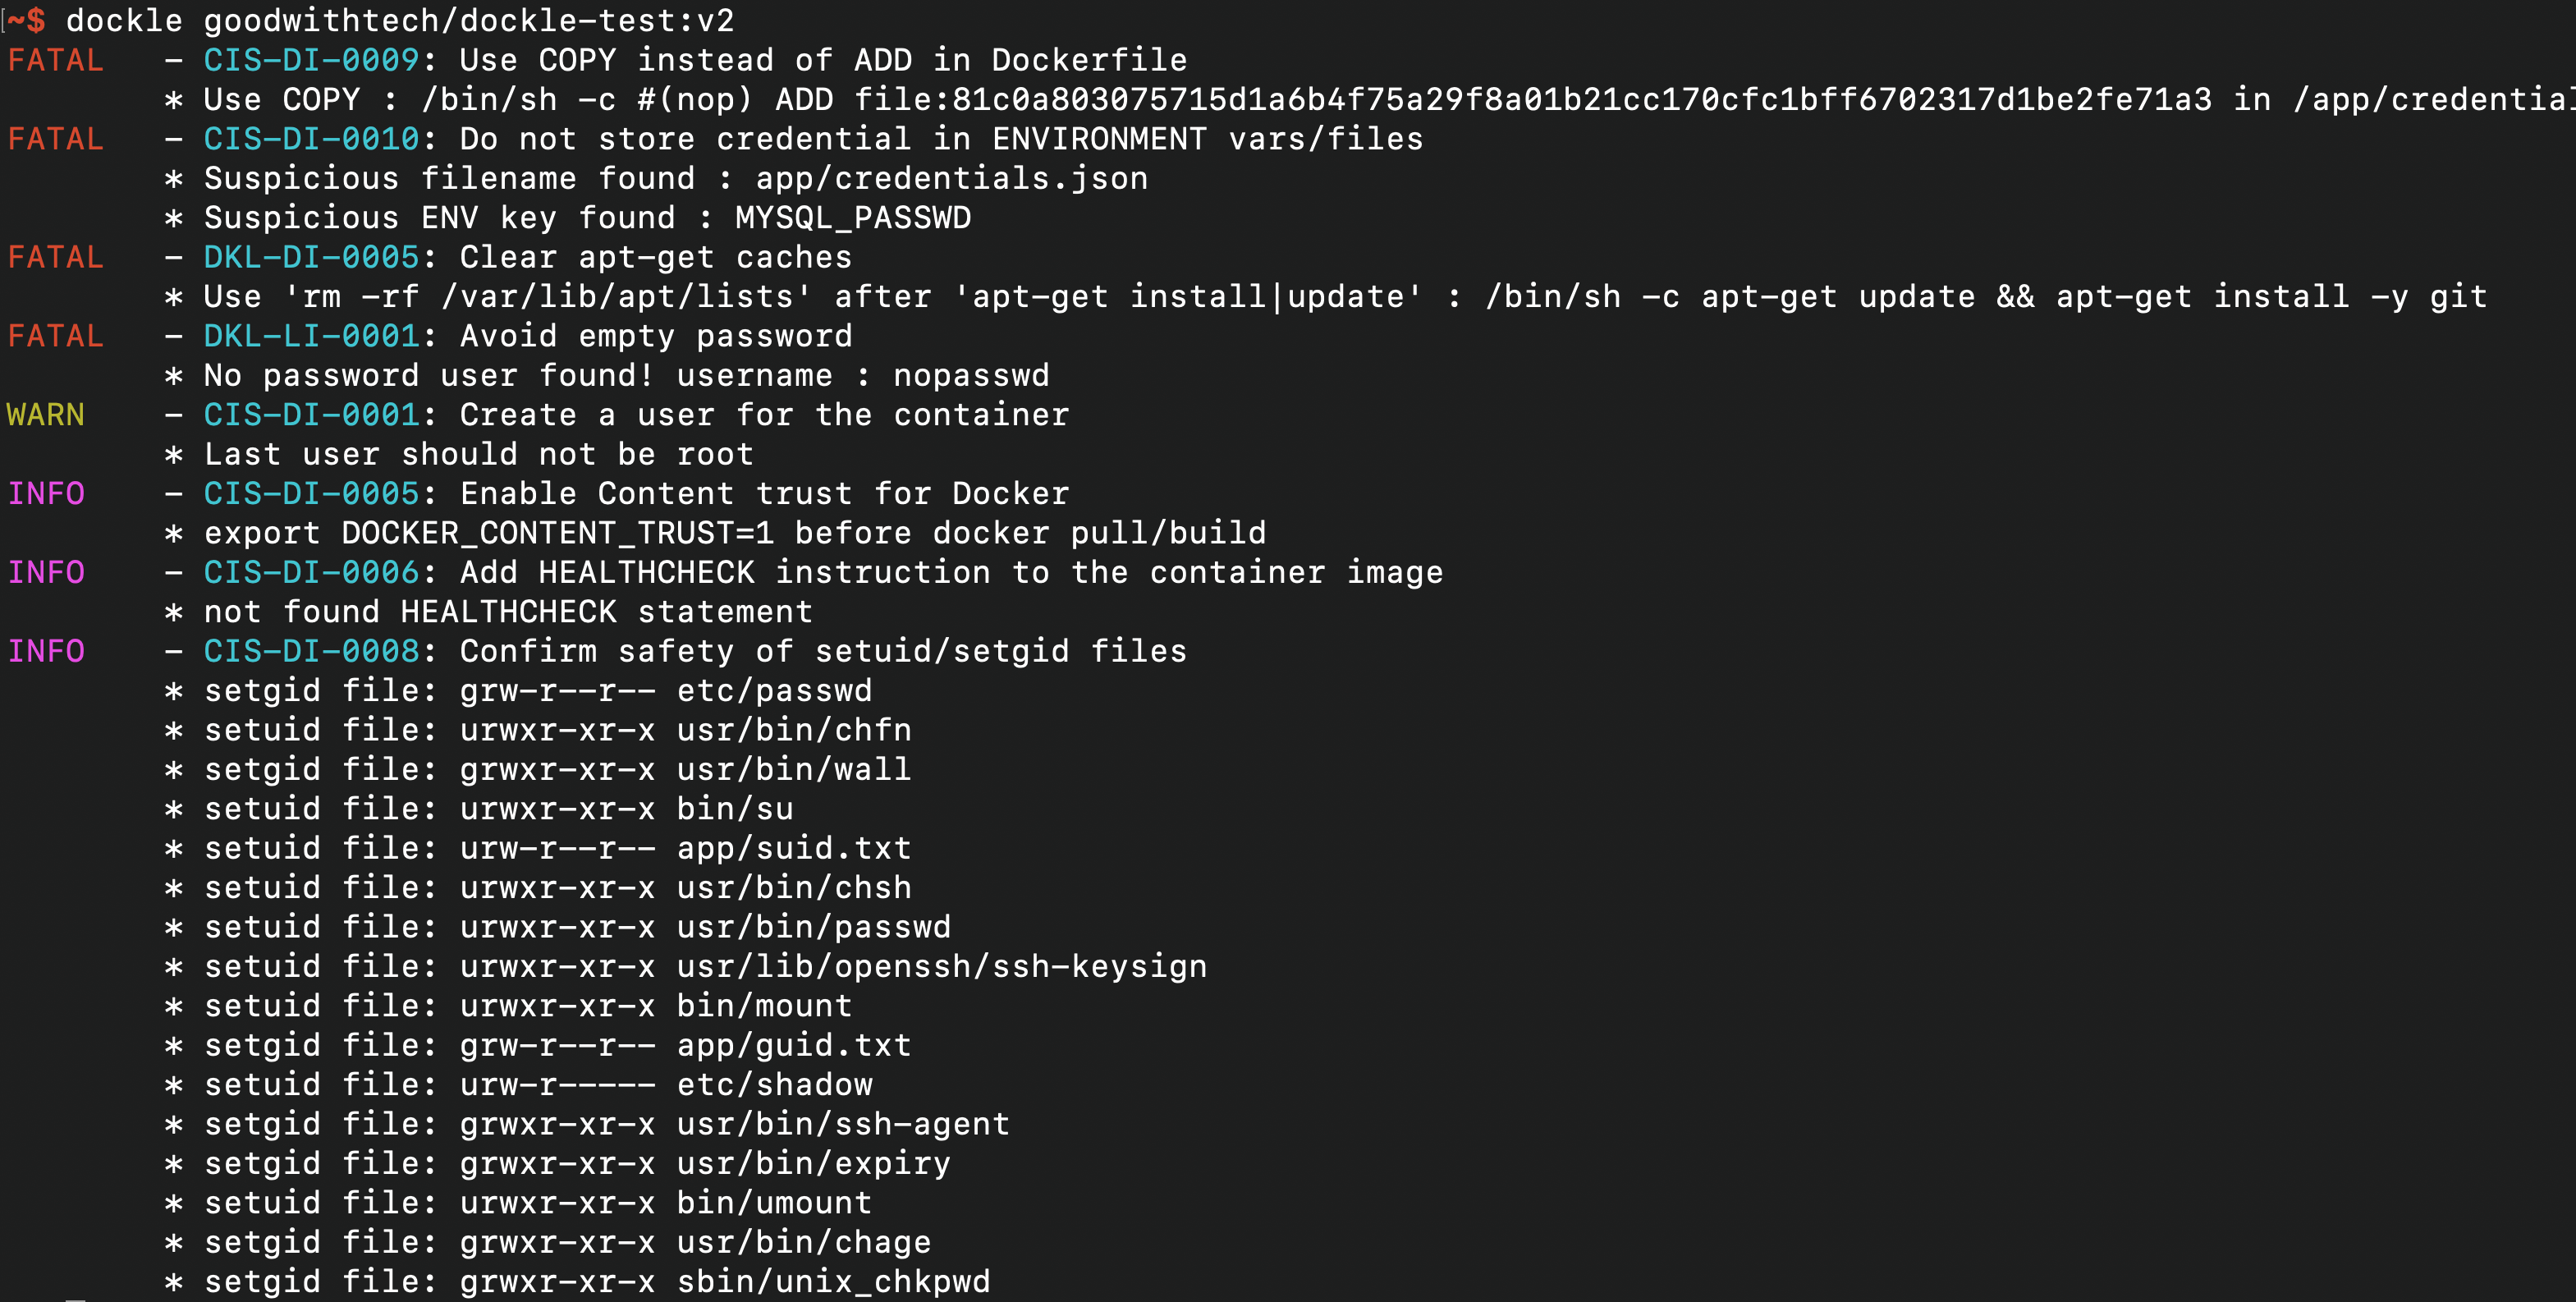 ~$ dockle goodwithtech/dockle-test:v2
FATAL - CIS-DI-0009: Use COPY instead of ADD in Dockerfile
* Use COPY : /bin/sh -c #(nop) ADD file:81c0a803075715d1a6b4f75a29f8a01b21cc170cfc1bff6702317d1be2fe71a3 in /app/credential
FATAL - CIS-DI-0010: Do not store credential in ENVIRONMENT vars/files
* Suspicious filename found : app/credentials.json
* Suspicious ENV key found : MYSQL_PASSWD
FATAL - DKL-DI-0005: Clear apt-get caches
* Use 'rm -rf /var/lib/apt/lists' after 'apt-get install|update' : /bin/sh -c apt-get update && apt-get install -y git
FATAL - DKL-LI-0001: Avoid empty password
* No password user found! username : nopasswd
WARN - CIS-DI-0001: Create a user for the container
* Last user should not be root
INFO - CIS-DI-0005: Enable Content trust for Docker
* export DOCKER_CONTENT_TRUST=1 before docker pull/build
INFO - CIS-DI-0006: Add HEALTHCHECK instruction to the container image
* not found HEALTHCHECK statement
INFO - CIS-DI-0008: Confirm safety of setuid/setgid files
* setgid file: grw-r--r-- etc/passwd
* setuid file: urwxr-xr-x usr/bin/chfn
* setgid file: grwxr-xr-x usr/bin/wall
* setuid file: urwxr-xr-x bin/su
* setuid file: urw-r--r-- app/suid.txt
* setuid file: urwxr-xr-x usr/bin/chsh
* setuid file: urwxr-xr-x usr/bin/passwd
* setuid file: urwxr-xr-x usr/lib/openssh/ssh-keysign
* setuid file: urwxr-xr-x bin/mount
* setgid file: grw-r--r-- app/guid.txt
* setuid file: urw-r----- etc/shadow
* setgid file: grwxr-xr-x usr/bin/ssh-agent
* setgid file: grwxr-xr-x usr/bin/expiry
* setuid file: urwxr-xr-x bin/umount
* setgid file: grwxr-xr-x usr/bin/chage
* setgid file: grwxr-xr-x sbin/unix_chkpwd